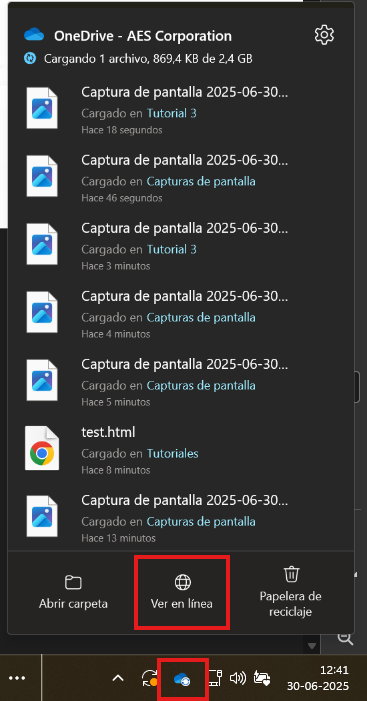 OneDrive - AES Corporation
Cargando 1 archivo, 869,4 KB de 2,4 GB
Captura de pantalla 2025-06-30...
Cargado en Tutorial 3
Hace 18 segundos
Captura de pantalla 2025-06-30...
Cargado en Capturas de pantalla
Hace 46 segundos
Captura de pantalla 2025-06-30...
Cargado en Tutorial 3
Hace 3 minutos
Captura de pantalla 2025-06-30...
Cargado en Capturas de pantalla
Hace 4 minutos
Captura de pantalla 2025-06-30...
Cargado en Capturas de pantalla
Hace 5 minutos
test.html
Cargado en Tutoriales
Hace 8 minutos
Captura de pantalla 2025-06-30...
Cargado en Capturas de pantalla
Hace 13 minutos
Abrir carpeta
Ver en línea
Papelera de
reciclaje
12:41
30-06-2025